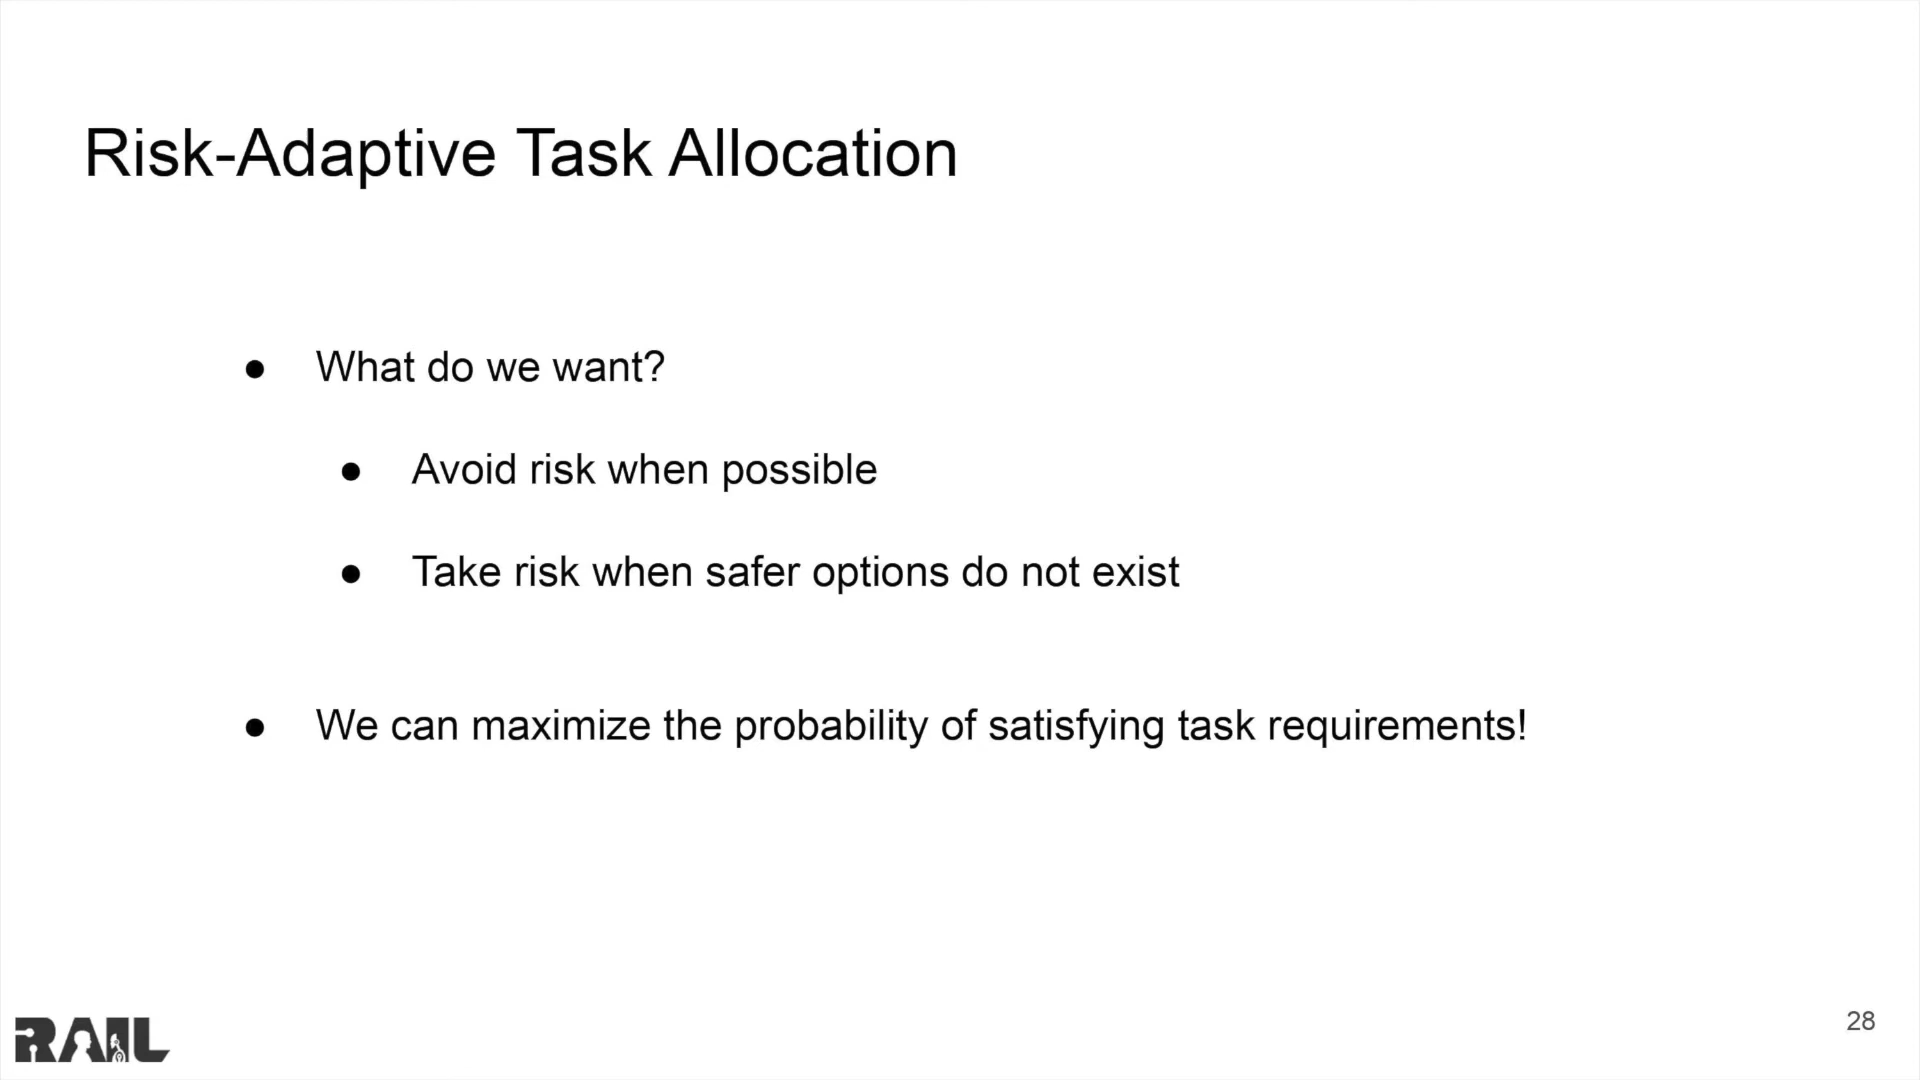 Risk-Adaptive Task Allocation
● What do we want?
● Avoid risk when possible
● Take risk when safer options do not exist
● We can maximize the probability of satisfying task requirements!
RAIL
28